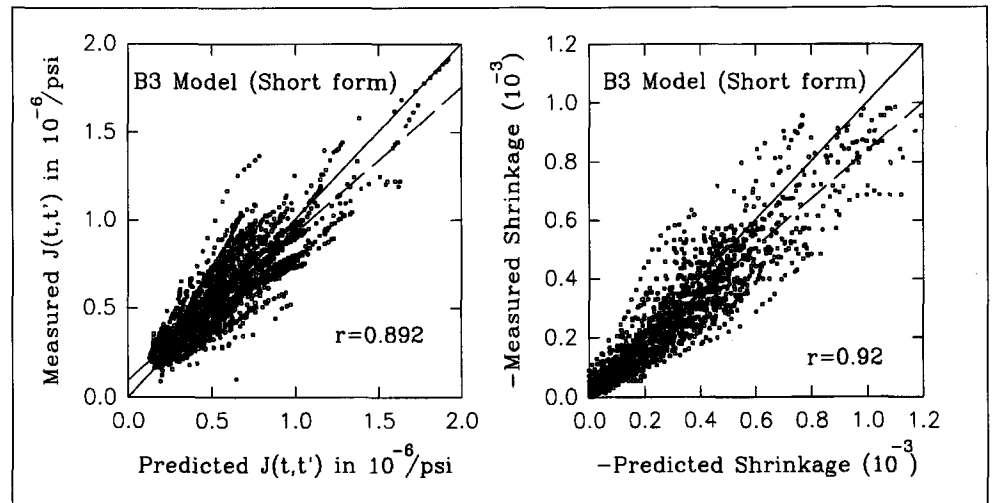 2.0
1.5
1.0
0.5
0.0
B3 Model (Short form)
r=0.892
0.0 0.5 1.0 1.5 2.0
Measured J(t,t') in 10⁻⁶/psi
Predicted J(t,t') in 10⁻⁶/psi
1.2
1.0
0.8
0.6
0.4
0.2
0.0
B3 Model (Short form)
r=0.92
0.0 0.2 0.4 0.6 0.8 1.0 1.2
-Measured Shrinkage (10⁻³)
-Predicted Shrinkage (10⁻³)